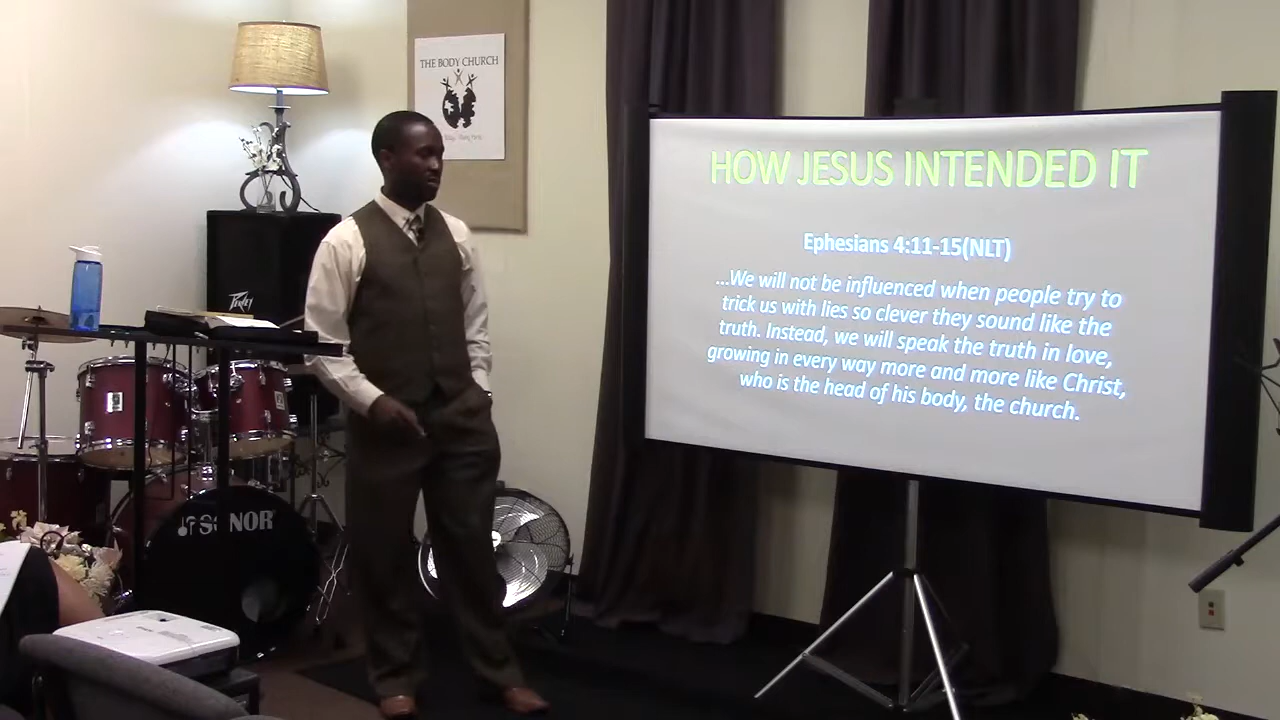 THE BODY CHURCH
HOW JESUS INTENDED IT
Ephesians 4:11-15(NLT)
...We will not be influenced when people try to
trick us with lies so clever they sound like the
truth. Instead, we will speak the truth in love,
growing in every way more and more like Christ,
who is the head of his body, the church.
Peavey
SONOR